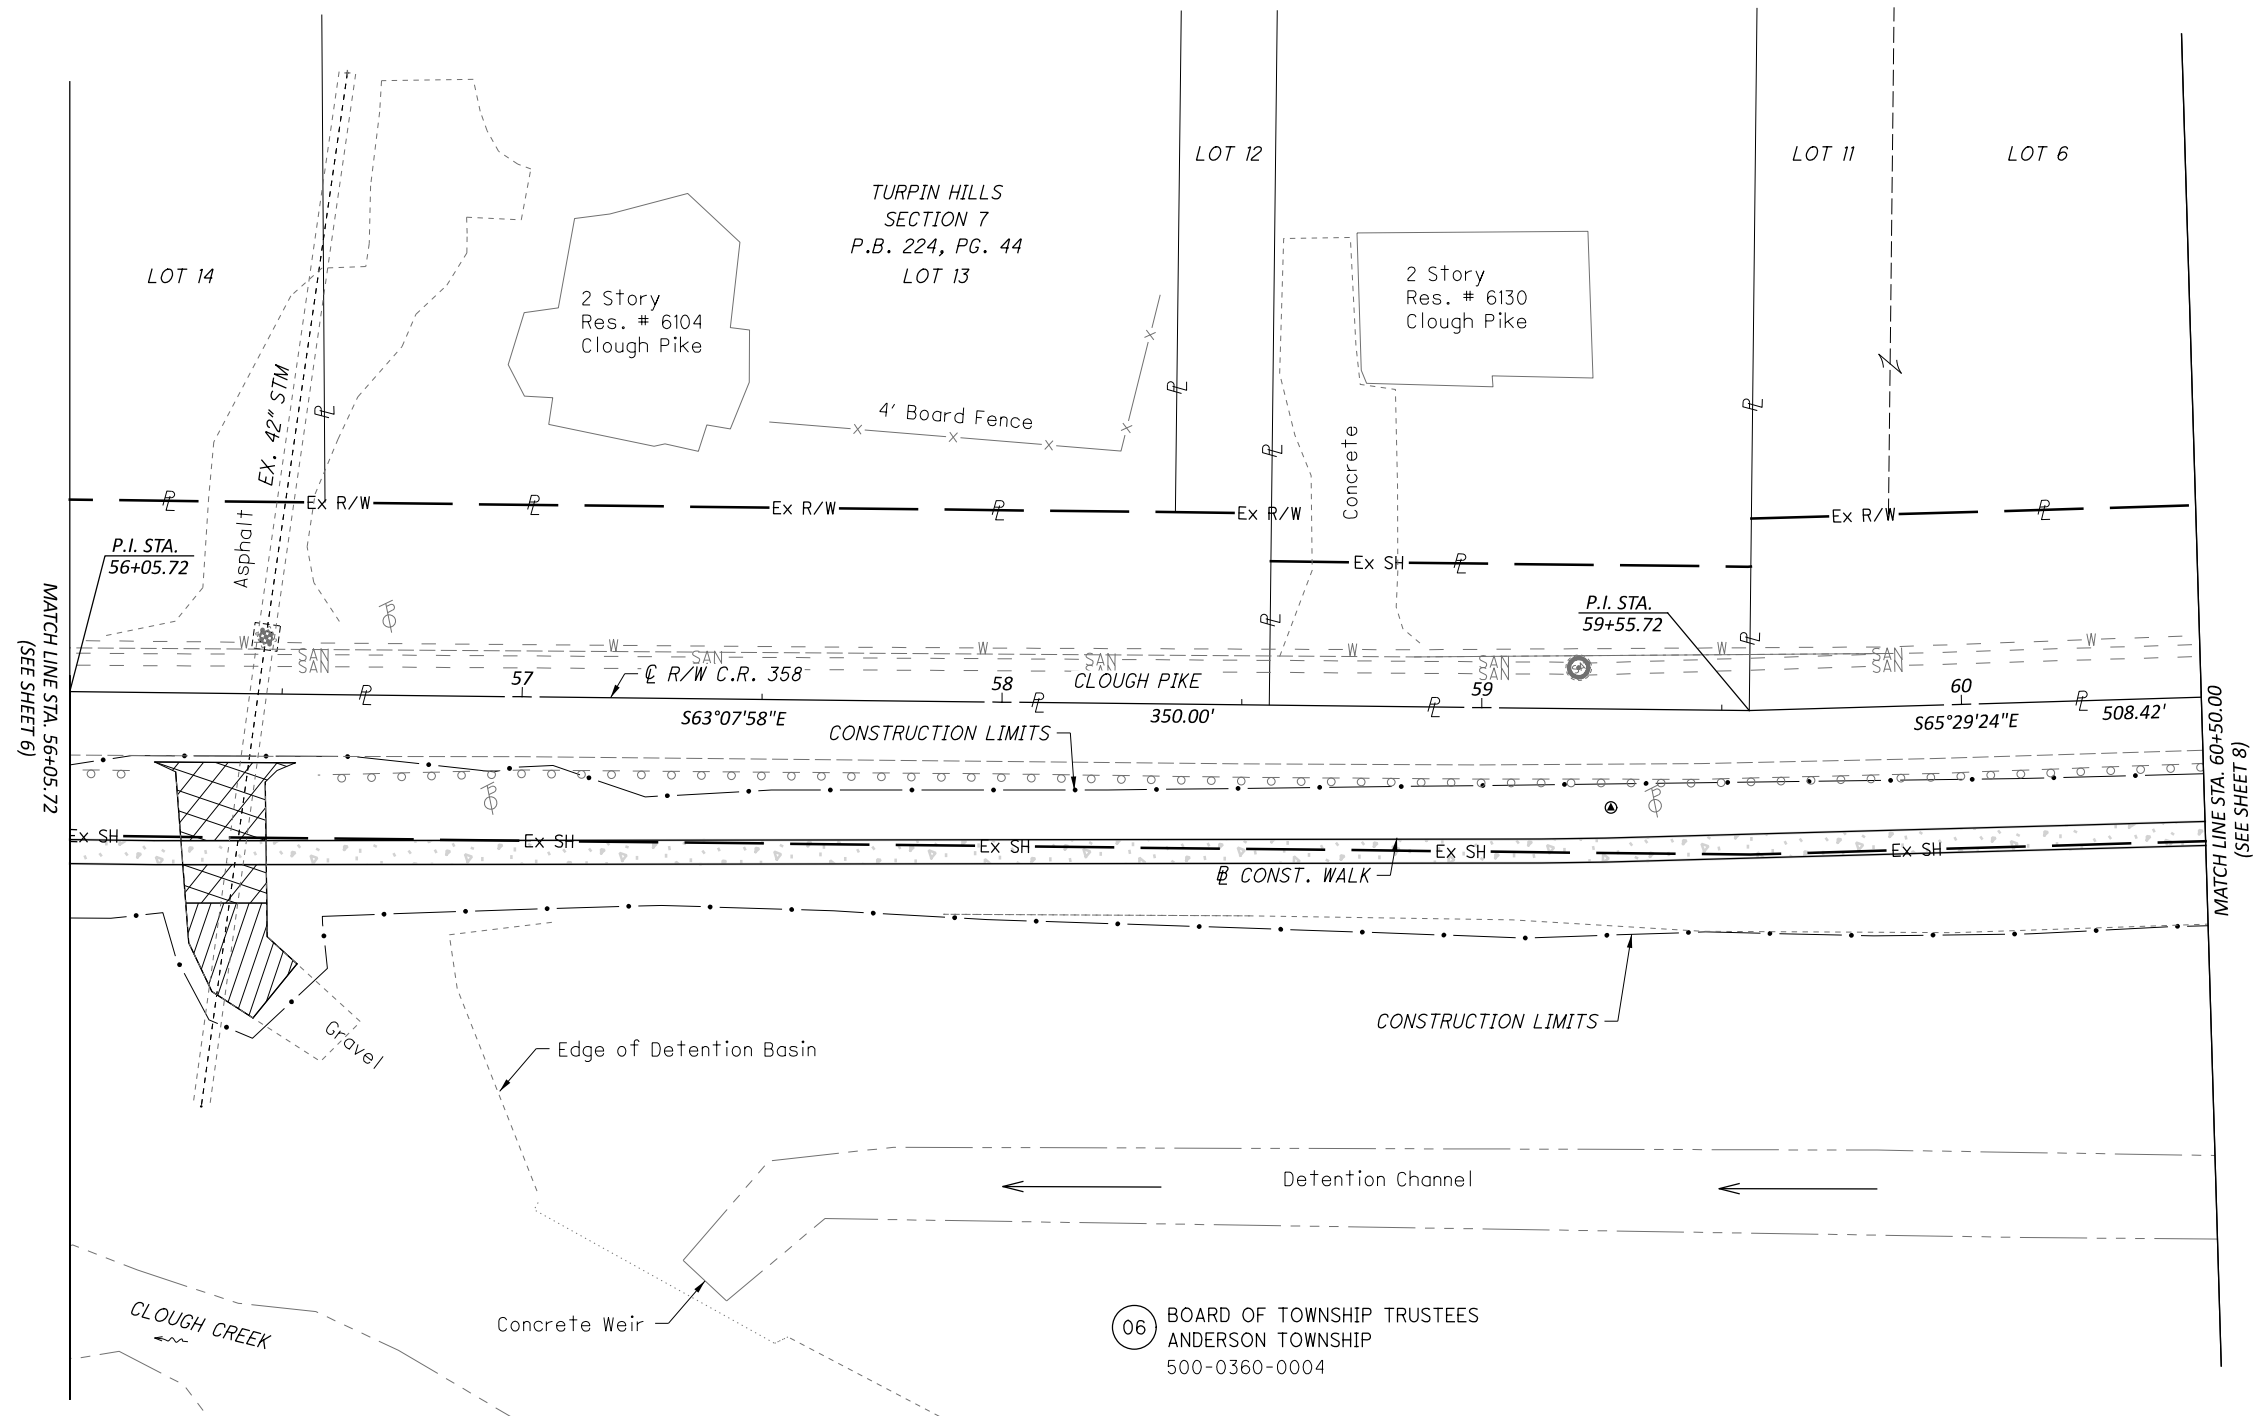 LOT 14
TURPIN HILLS
SECTION 7
P.B. 224, PG. 44
LOT 13
LOT 12
LOT 11
LOT 6
2 Story
Res. # 6104
Clough Pike
2 Story
Res. # 6130
Clough Pike
4' Board Fence
EX. 42" STM
Asphalt
Concrete
Ex R/W
Ex R/W
Ex R/W
Ex R/W
Ex SH
P.I. STA.
56+05.72
P.I. STA.
59+55.72
MATCH LINE STA. 56+05.72
(SEE SHEET 6)
W
W
W
W
W
W
SAN
SAN
SAN
SAN
SAN
SAN
SAN
SAN
SAN
57
58
59
60
℄ R/W C.R. 358
CLOUGH PIKE
S63°07'58"E
350.00'
S65°29'24"E
508.42'
CONSTRUCTION LIMITS
MATCH LINE STA. 60+50.00
(SEE SHEET 8)
Ex SH
Ex SH
Ex SH
Ex SH
Ex SH
BL CONST. WALK
CONSTRUCTION LIMITS
Gravel
Edge of Detention Basin
Detention Channel
Concrete Weir
CLOUGH CREEK
06
BOARD OF TOWNSHIP TRUSTEES
ANDERSON TOWNSHIP
500-0360-0004